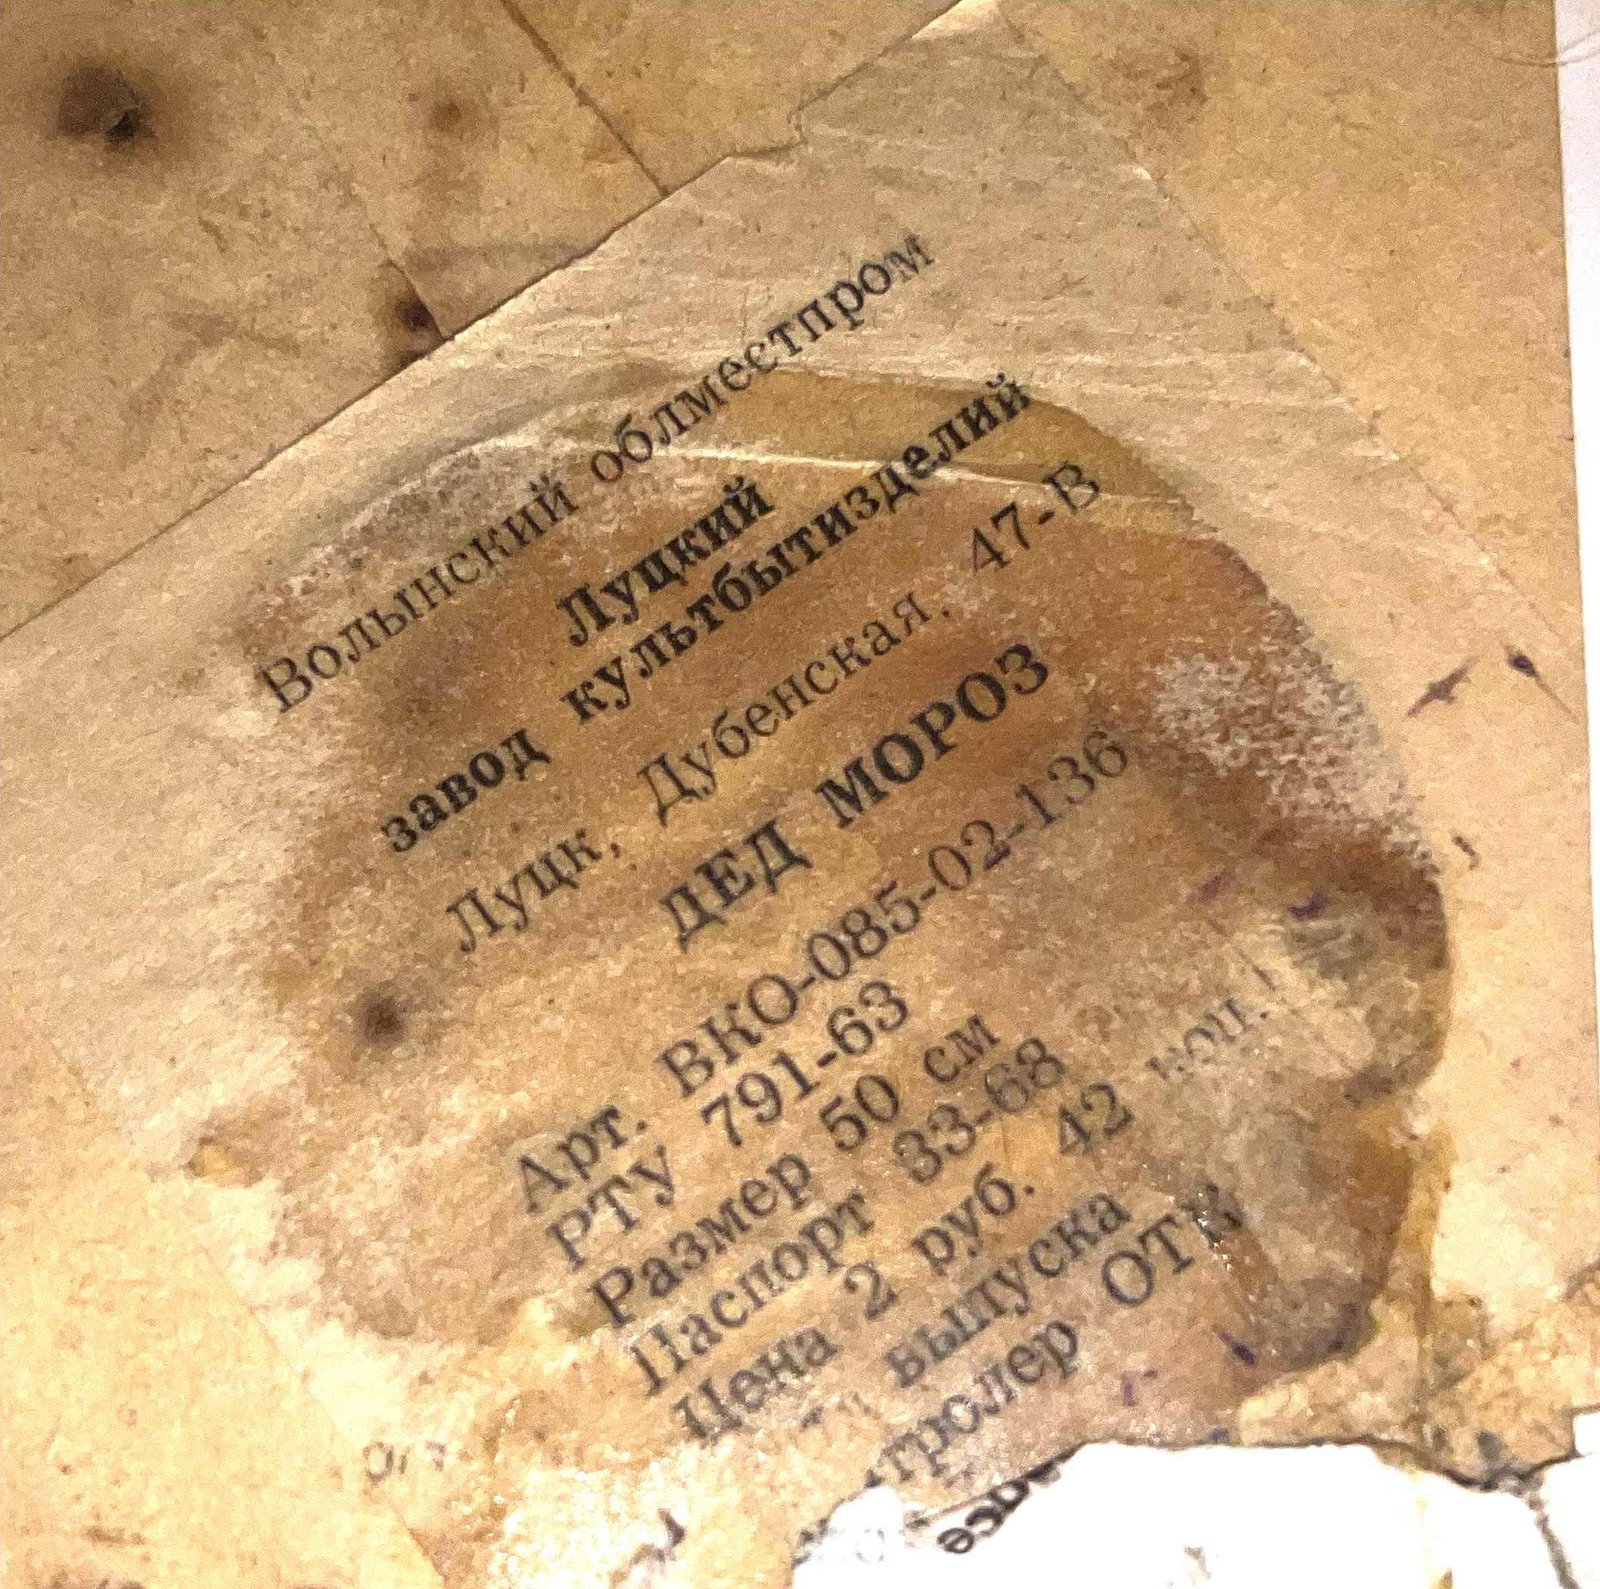 Волынский облместпром
Луцкий
завод культбытизделий
Луцк, Дубенская, 47-В
ДЕД МОРОЗ
Арт. ВКО-085-02-136
РТУ 791-63
Размер 50 см
Паспорт 33-68
Цена 2 руб. 42 коп.
выпуска
нтролер ОТК